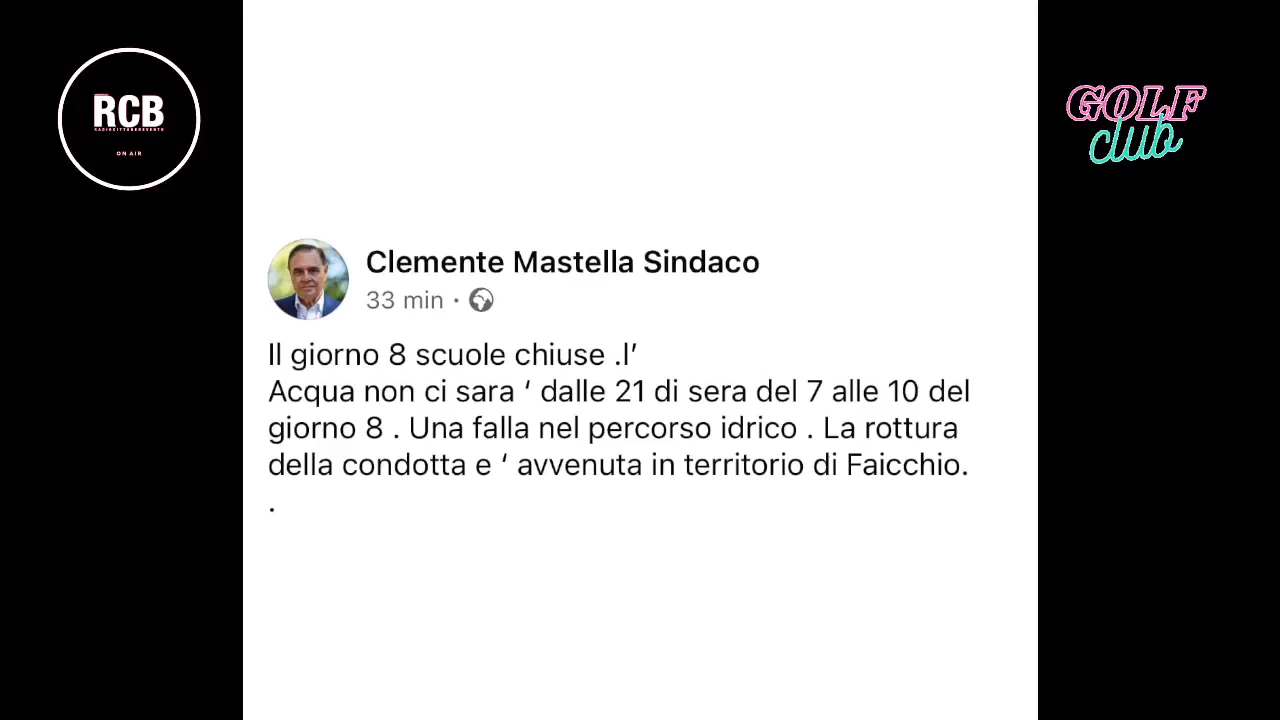 RCB
RADIOCITTÀBENEVENTO
ON AIR
GOLF
club
Clemente Mastella Sindaco
33 min ·
Il giorno 8 scuole chiuse .l’
Acqua non ci sara ‘ dalle 21 di sera del 7 alle 10 del
giorno 8 . Una falla nel percorso idrico . La rottura
della condotta e ‘ avvenuta in territorio di Faicchio.
.